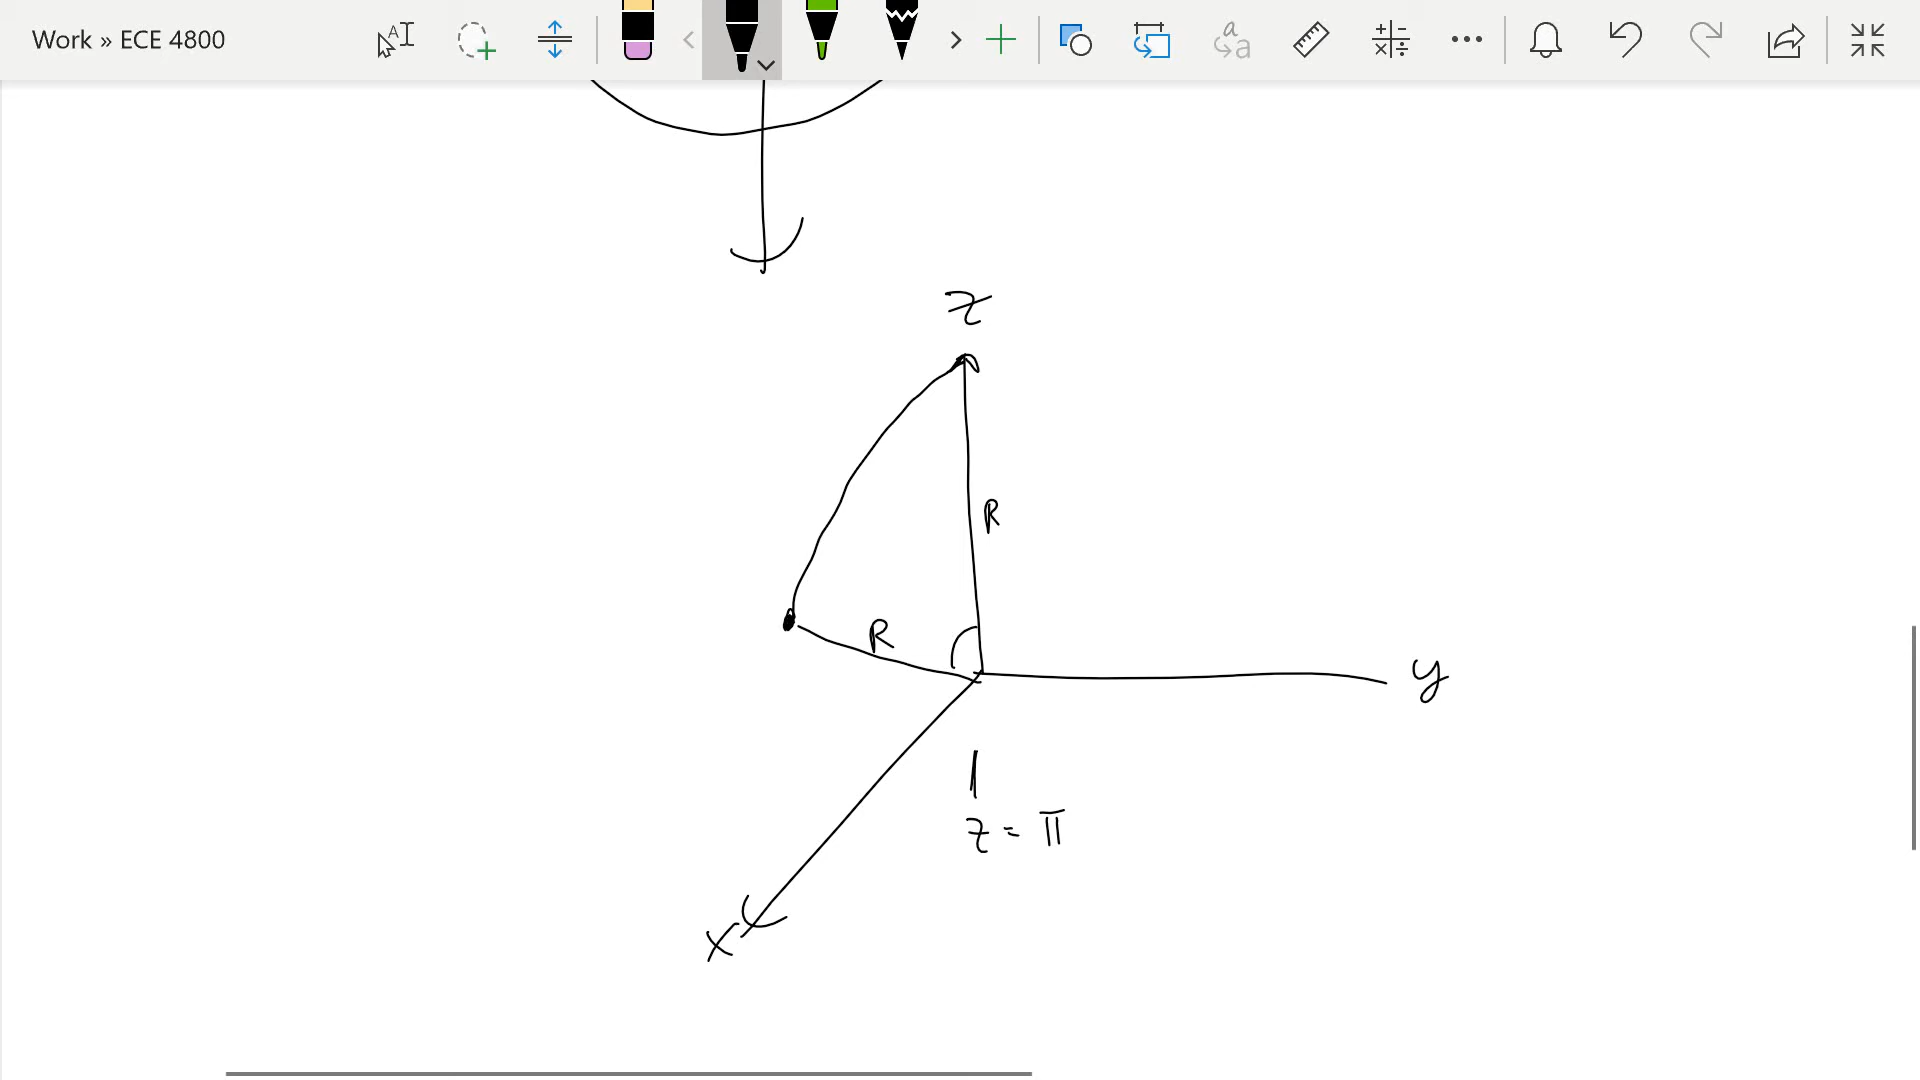 Work » ECE 4800
z
R
R
y
z = π
x